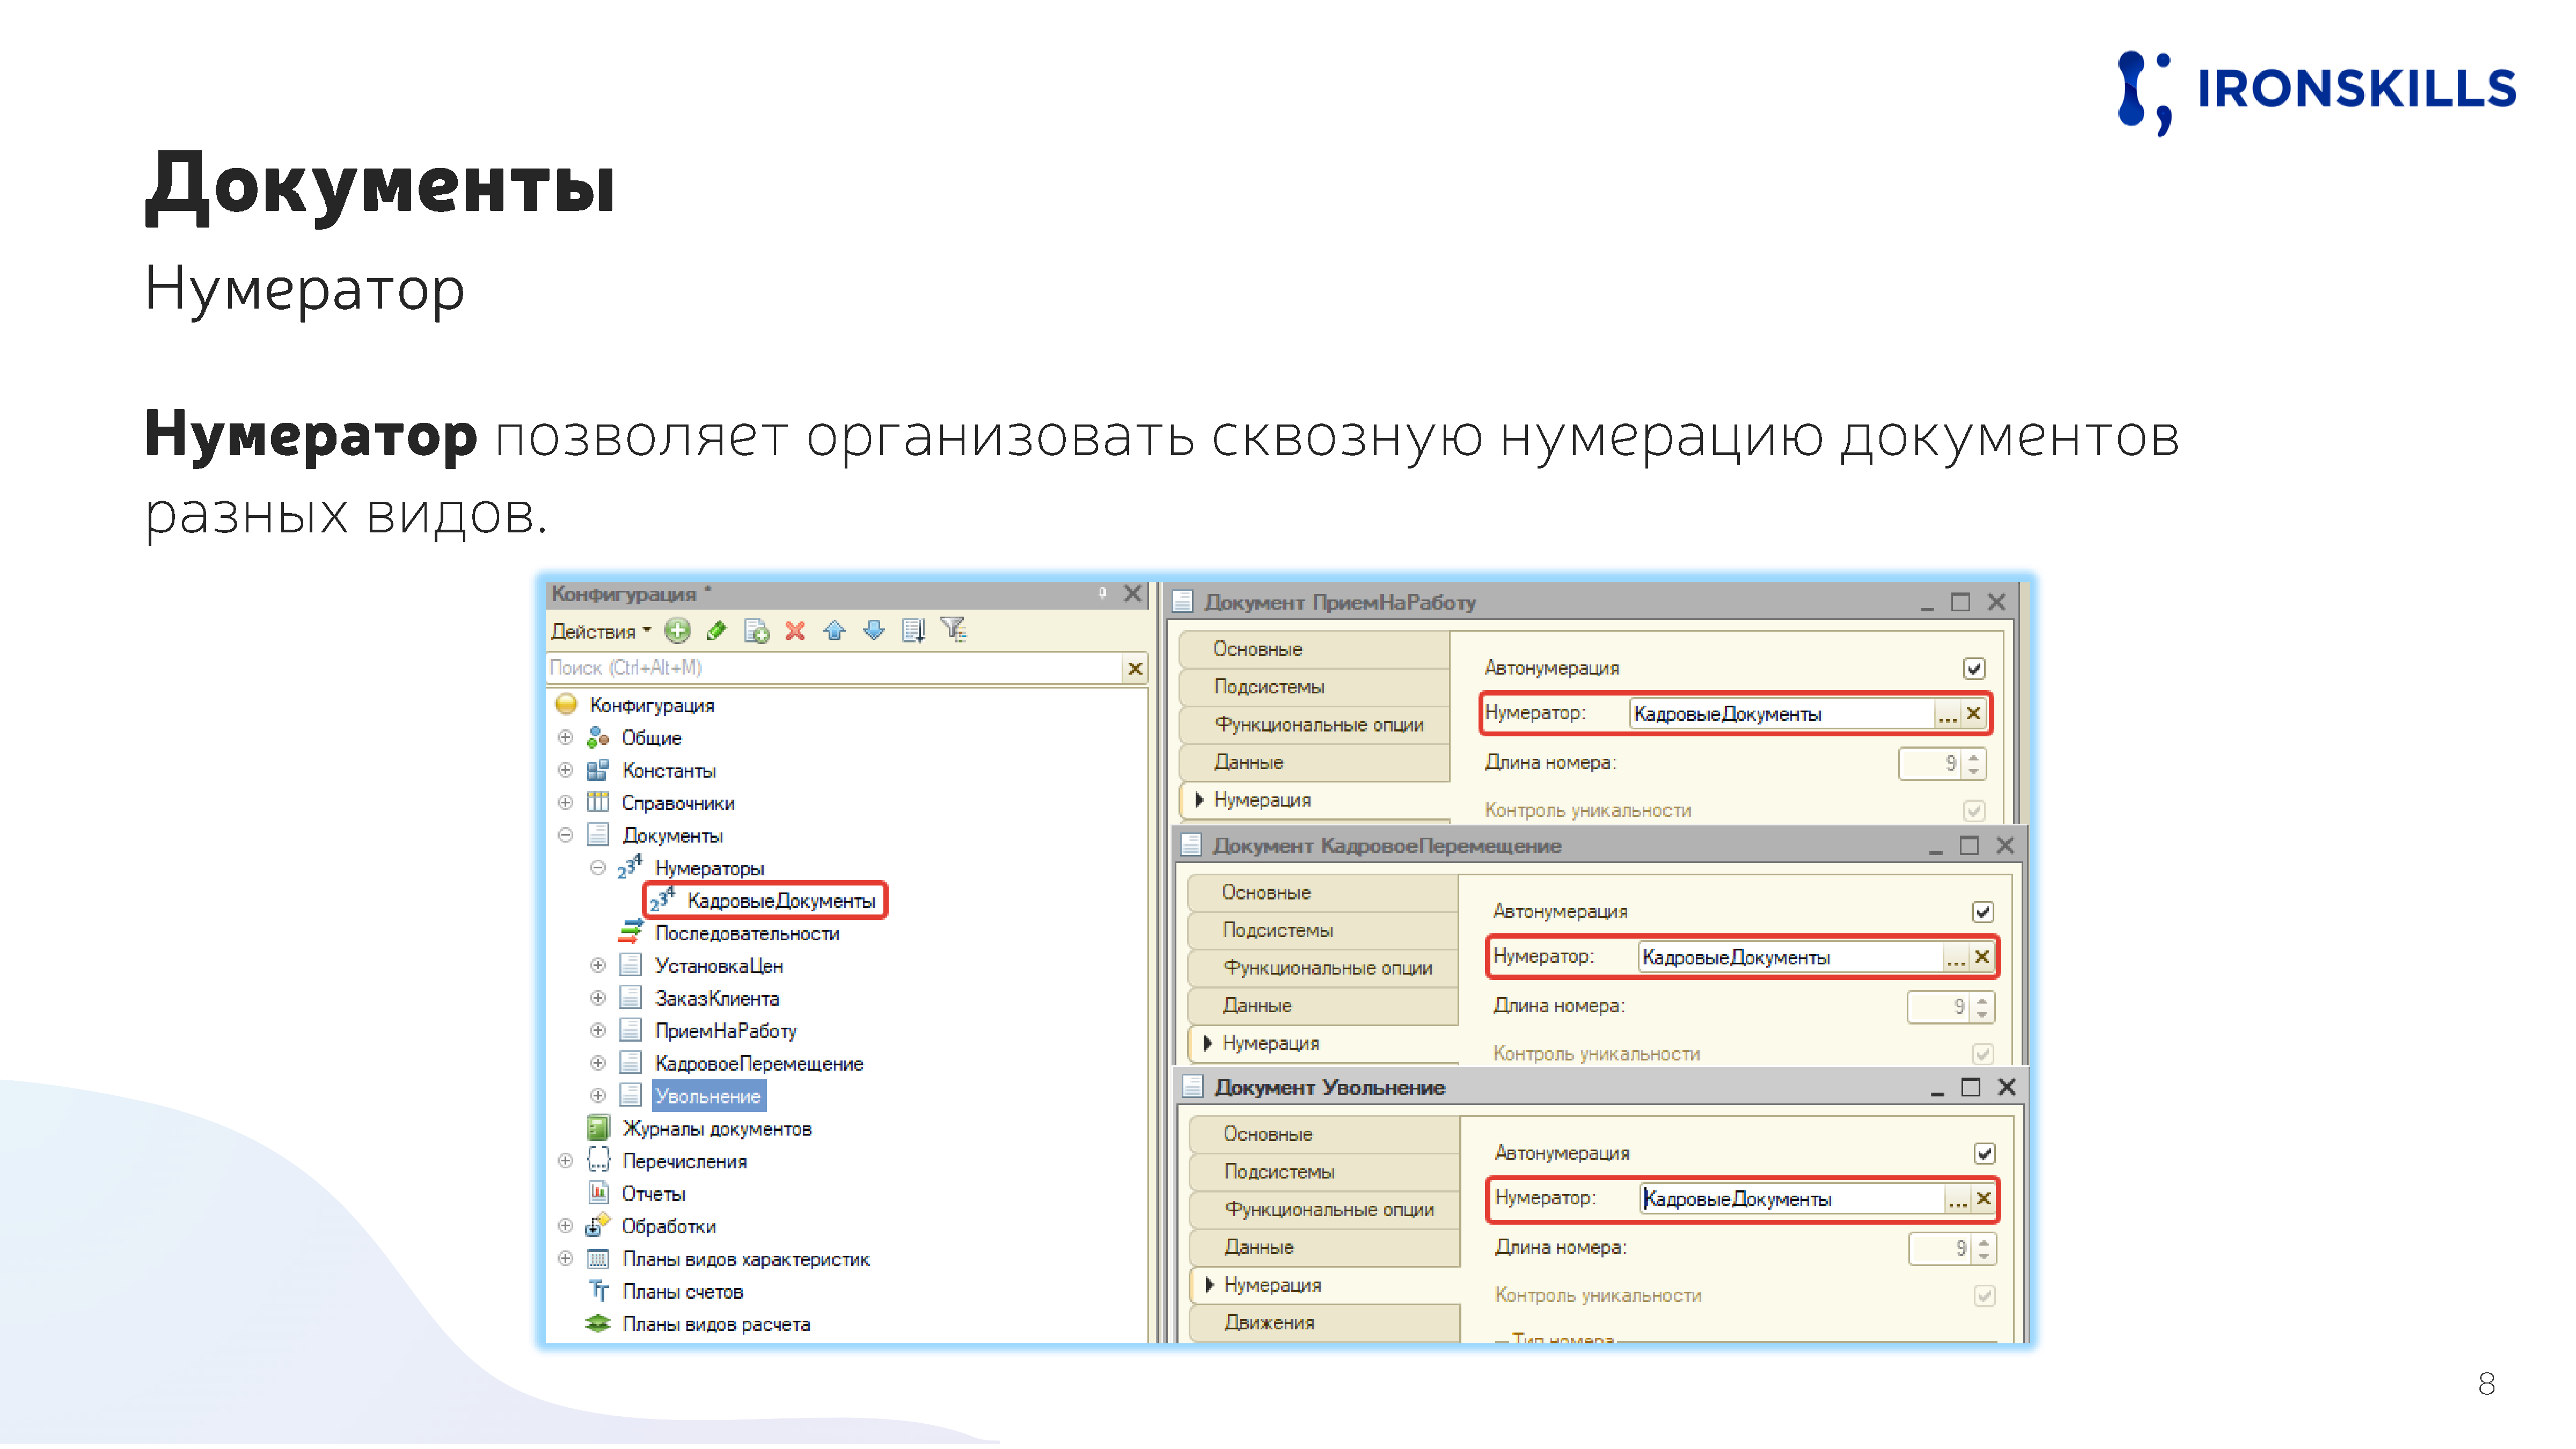 IRONSKILLS
Документы
Нумератор
Нумератор позволяет организовать сквозную нумерацию документов
разных видов.
Конфигурация *
Действия
Поиск (Ctrl+Alt+M)
Конфигурация
Общие
Константы
Справочники
Документы
Нумераторы
КадровыеДокументы
Последовательности
УстановкаЦен
ЗаказКлиента
ПриемНаРаботу
КадровоеПеремещение
Увольнение
Журналы документов
Перечисления
Отчеты
Обработки
Планы видов характеристик
Планы счетов
Планы видов расчета
Документ ПриемНаРаботу
Основные
Подсистемы
Функциональные опции
Данные
Нумерация
Автонумерация
Нумератор: КадровыеДокументы ...
Длина номера: 9
Контроль уникальности
Документ КадровоеПеремещение
Основные
Подсистемы
Функциональные опции
Данные
Нумерация
Автонумерация
Нумератор: КадровыеДокументы ...
Длина номера: 9
Контроль уникальности
Документ Увольнение
Основные
Подсистемы
Функциональные опции
Данные
Нумерация
Движения
Автонумерация
Нумератор: КадровыеДокументы ...
Длина номера: 9
Контроль уникальности
Тип номера
8